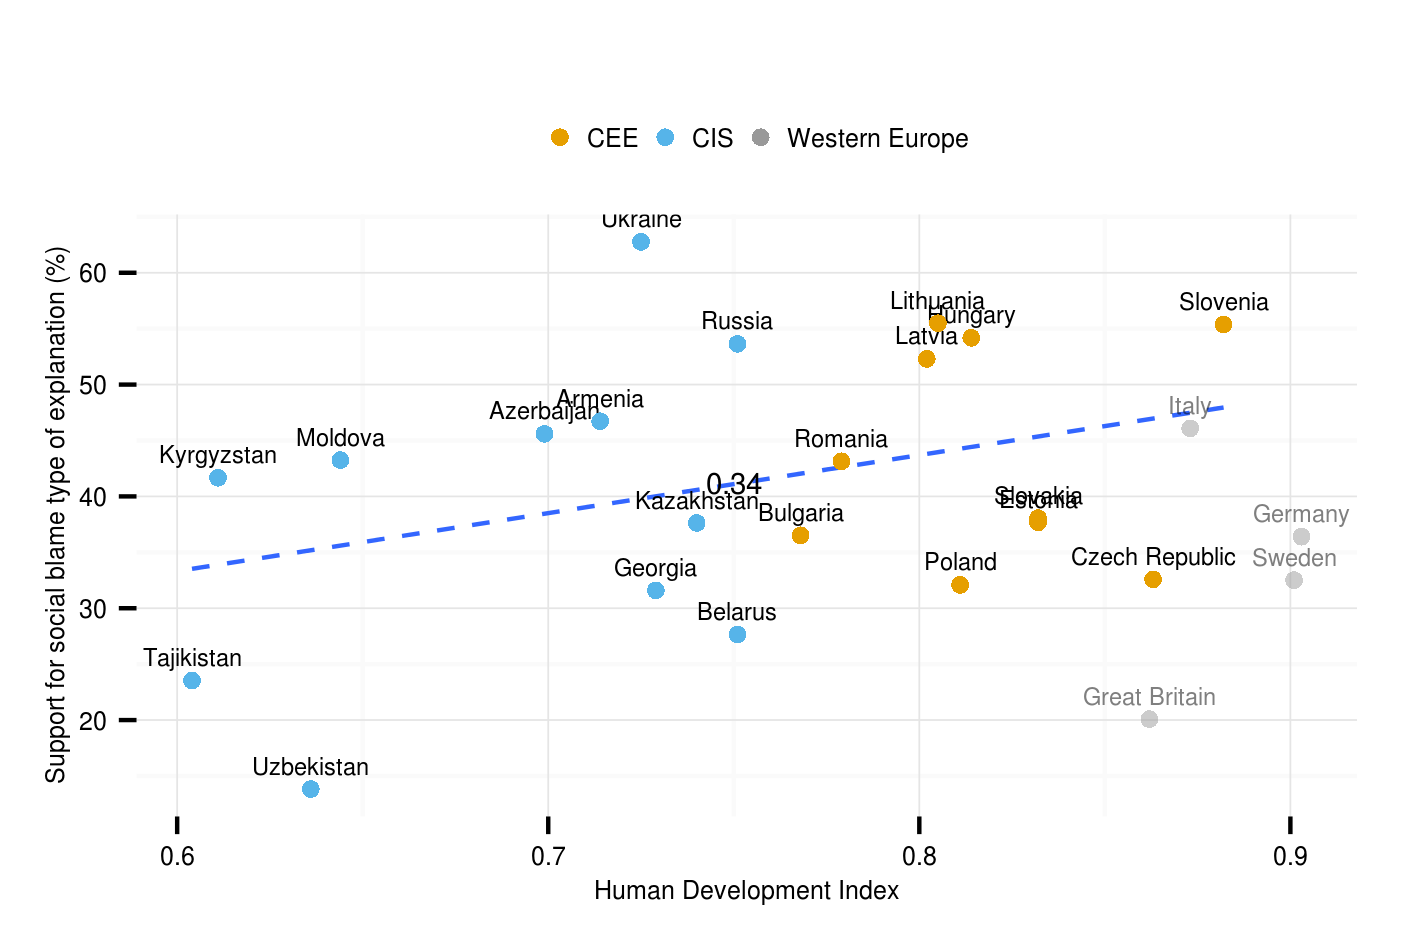 CEE CIS Western Europe
Support for social blame type of explanation (%)
60
50
40
30
20
Ukraine
Russia
Lithuania
Hungary
Latvia
Slovenia
Italy
Armenia
Azerbaijan
Moldova
Kyrgyzstan
Romania
0.34
Kazakhstan
Bulgaria
Slovakia
Estonia
Germany
Georgia
Poland
Czech Republic
Sweden
Belarus
Tajikistan
Great Britain
Uzbekistan
0.6 0.7 0.8 0.9
Human Development Index